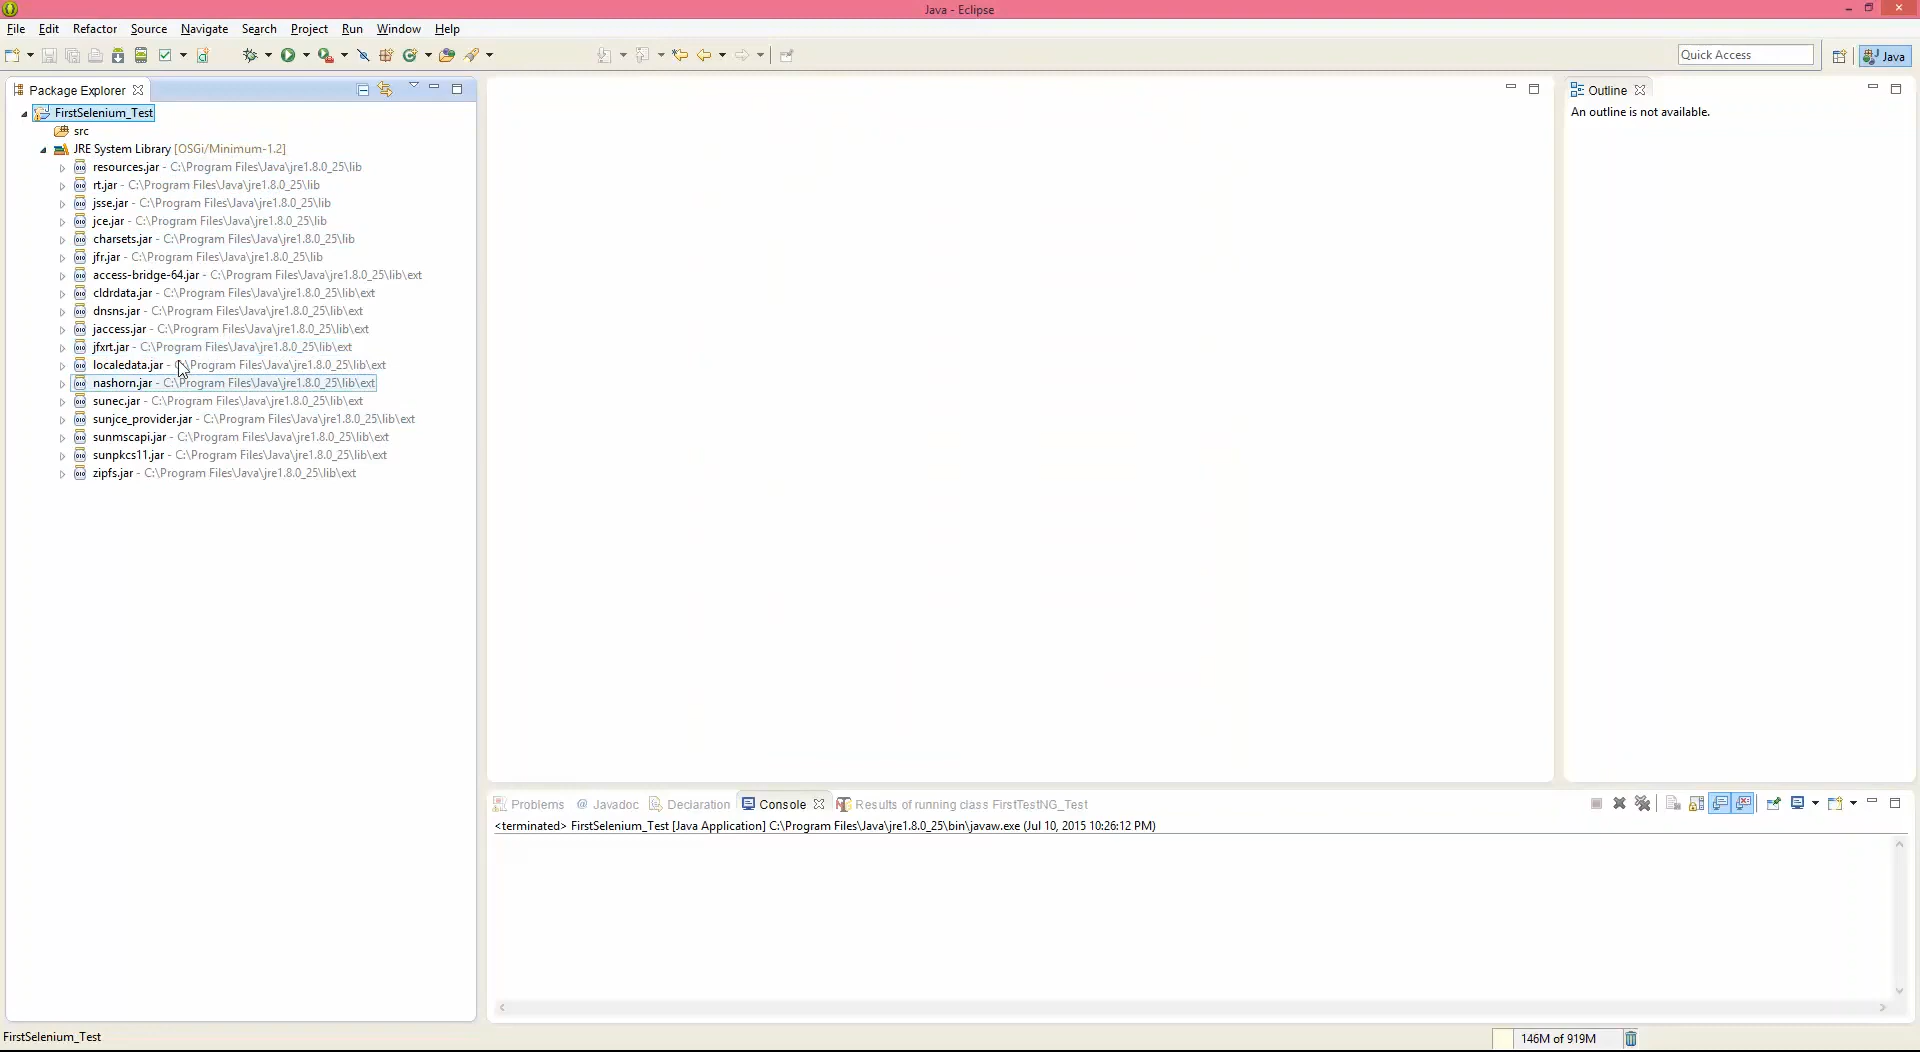 Java - Eclipse
File Edit Refactor Source Navigate Search Project Run Window Help
Quick Access
Java
Package Explorer
FirstSelenium_Test
src
JRE System Library [OSGi/Minimum-1.2]
resources.jar - C:\Program Files\Java\jre1.8.0_25\lib
rt.jar - C:\Program Files\Java\jre1.8.0_25\lib
jsse.jar - C:\Program Files\Java\jre1.8.0_25\lib
jce.jar - C:\Program Files\Java\jre1.8.0_25\lib
charsets.jar - C:\Program Files\Java\jre1.8.0_25\lib
jfr.jar - C:\Program Files\Java\jre1.8.0_25\lib
access-bridge-64.jar - C:\Program Files\Java\jre1.8.0_25\lib\ext
cldrdata.jar - C:\Program Files\Java\jre1.8.0_25\lib\ext
dnsns.jar - C:\Program Files\Java\jre1.8.0_25\lib\ext
jaccess.jar - C:\Program Files\Java\jre1.8.0_25\lib\ext
jfxrt.jar - C:\Program Files\Java\jre1.8.0_25\lib\ext
localedata.jar - C:\Program Files\Java\jre1.8.0_25\lib\ext
nashorn.jar - C:\Program Files\Java\jre1.8.0_25\lib\ext
sunec.jar - C:\Program Files\Java\jre1.8.0_25\lib\ext
sunjce_provider.jar - C:\Program Files\Java\jre1.8.0_25\lib\ext
sunmscapi.jar - C:\Program Files\Java\jre1.8.0_25\lib\ext
sunpkcs11.jar - C:\Program Files\Java\jre1.8.0_25\lib\ext
zipfs.jar - C:\Program Files\Java\jre1.8.0_25\lib\ext
Outline
An outline is not available.
Problems @ Javadoc Declaration Console Results of running class FirstTestNG_Test
<terminated> FirstSelenium_Test [Java Application] C:\Program Files\Java\jre1.8.0_25\bin\javaw.exe (Jul 10, 2015 10:26:12 PM)
FirstSelenium_Test
146M of 919M